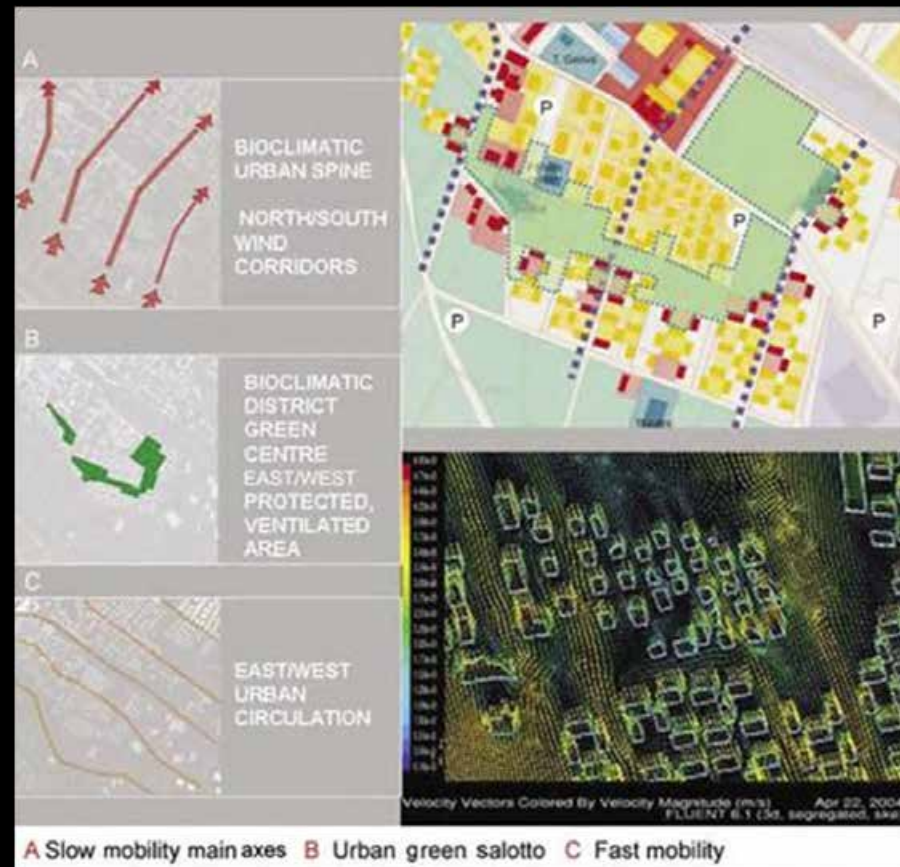 A
BIOCLIMATIC
URBAN SPINE
NORTH/SOUTH
WIND
CORRIDORS
B
BIOCLIMATIC
DISTRICT
GREEN
CENTRE
EAST/WEST
PROTECTED,
VENTILATED
AREA
C
EAST/WEST
URBAN
CIRCULATION
P
P
P
P
Velocity Vectors Colored By Velocity Magnitude (m/s) Apr 22, 2004
FLUENT 6.1 (3d, segregated, ske
A Slow mobility main axes B Urban green salotto C Fast mobility